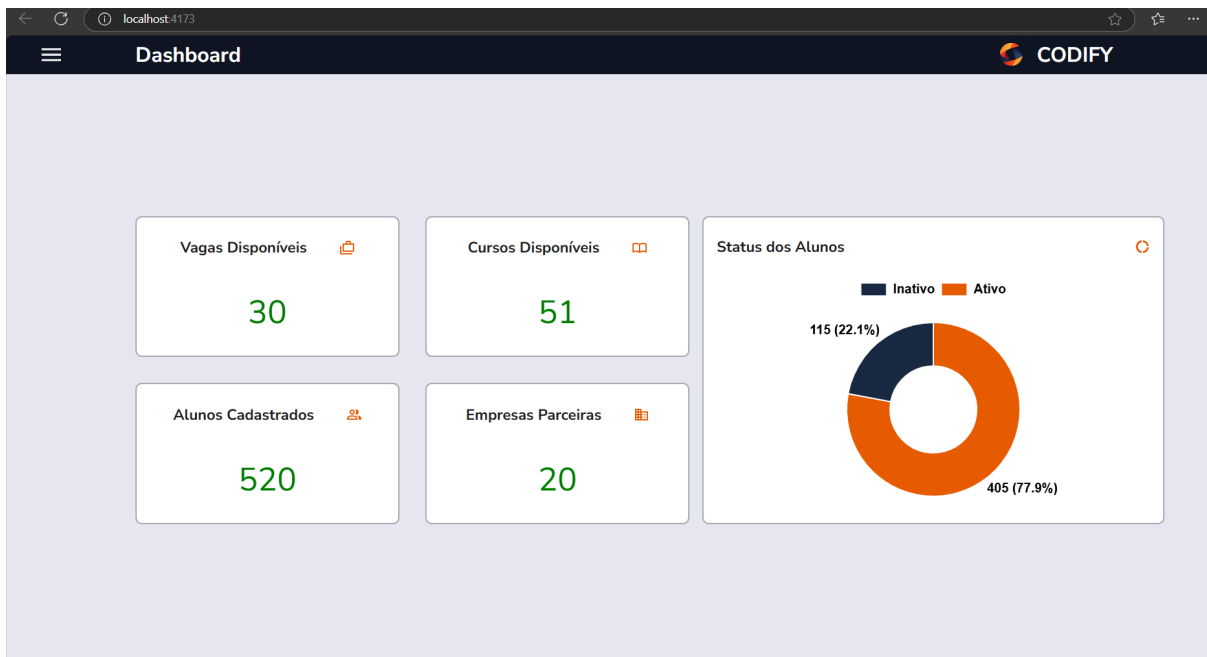 localhost:4173
Dashboard
CODIFY
Vagas Disponíveis
30
Cursos Disponíveis
51
Alunos Cadastrados
520
Empresas Parceiras
20
Status dos Alunos
Inativo Ativo
115 (22.1%)
405 (77.9%)